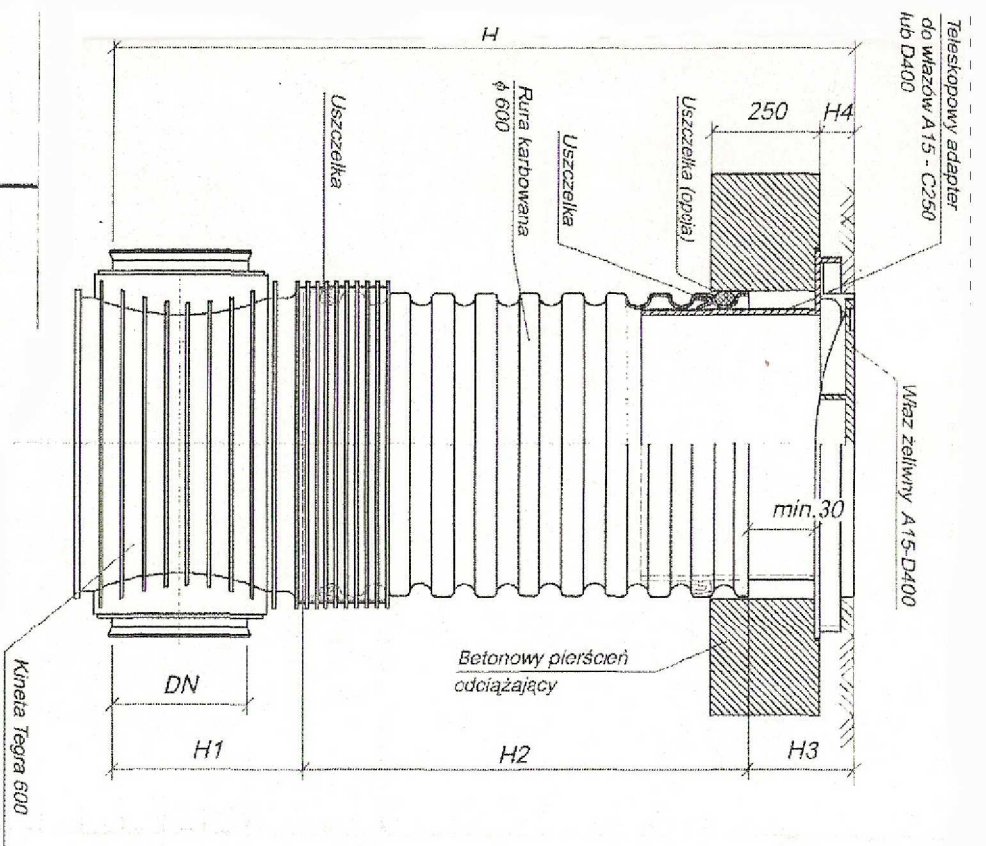 Teleskopowy adapter
do włazów A15 - C250
lub D400
H
250
H4
Uszczelka
Rura karbowana
ϕ 600
Uszczelka
Uszczelka (opcja)
Właz żeliwny A15-D400
min.30
Betonowy pierścień
odciążający
DN
H1
H2
H3
Kineta Tegra 600